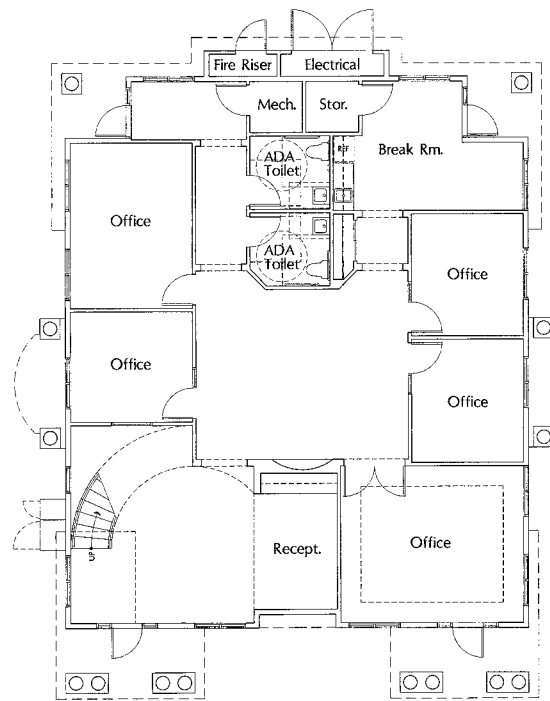 Fire Riser
Electrical
Mech.
Stor.
ADA
Toilet
REF
Break Rm.
Office
ADA
Toilet
Office
Office
Office
Recept.
Office
UP